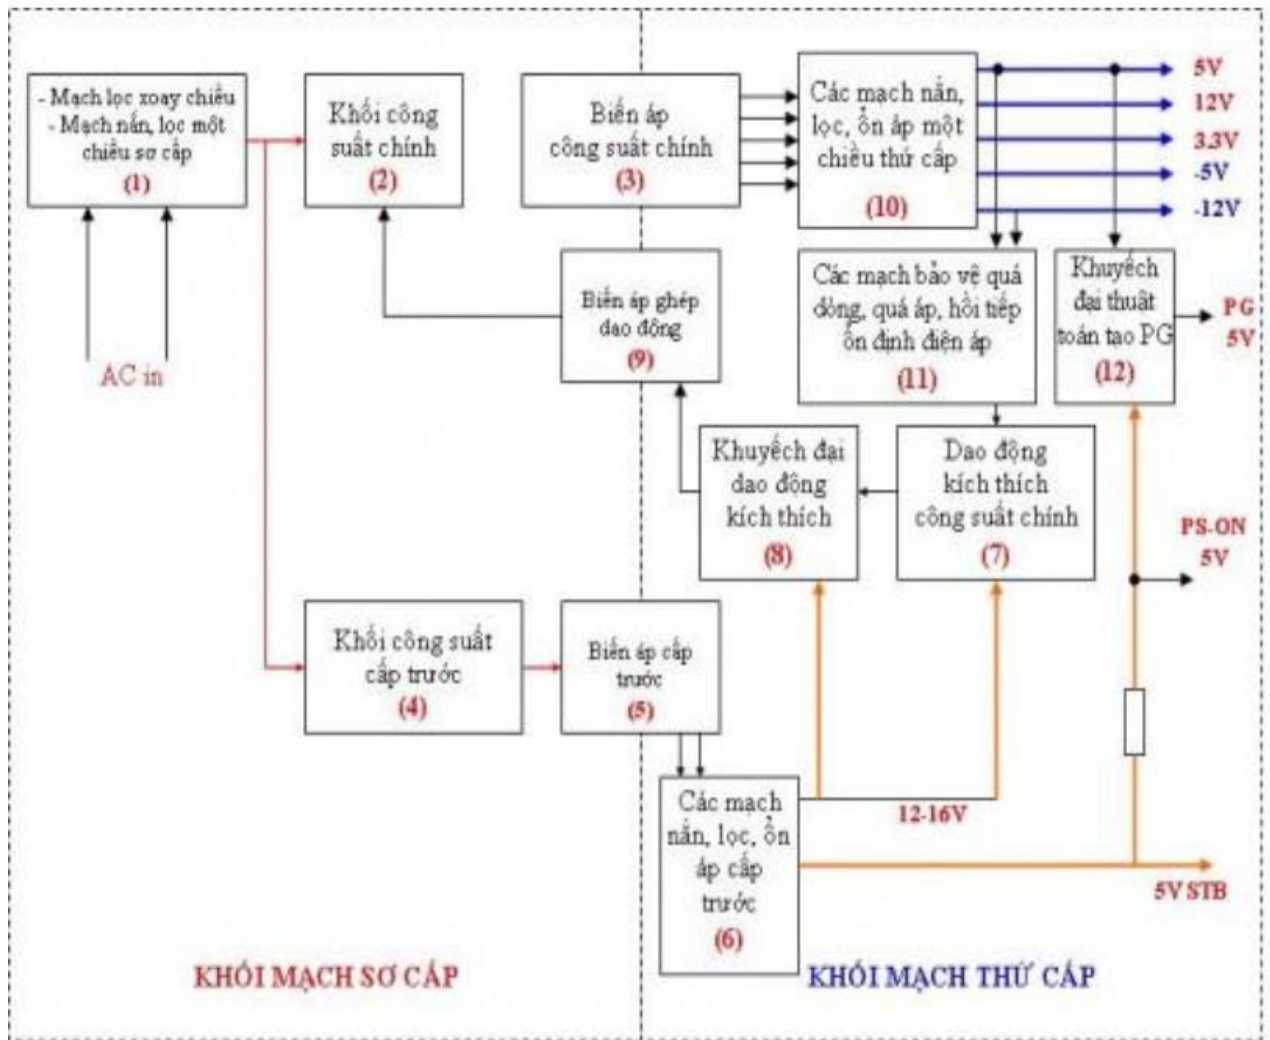 - Mạch lọc xoay chiều
- Mạch nắn, lọc một
chiều sơ cấp
(1)
Khối công
suất chính
(2)
Biến áp
công suất chính
(3)
Các mạch nắn,
lọc, ổn áp một
chiều thứ cấp
(10)
5V
12V
3.3V
-5V
-12V
AC in
Biến áp ghép
dao động
(9)
Các mạch bảo vệ quá
dòng, quá áp, hồi tiếp
ổn định điện áp
(11)
Khuyếch
đại thuật
toán tạo PG
(12)
PG
5V
Khuyếch đại
dao động
kích thích
(8)
Dao động
kích thích
công suất chính
(7)
PS-ON
5V
Khối công suất
cấp trước
(4)
Biến áp cấp
trước
(5)
Các mạch
nắn, lọc, ổn
áp cấp
trước
(6)
12-16V
5V STB
KHỐI MẠCH SƠ CẤP
KHỐI MẠCH THỨ CẤP